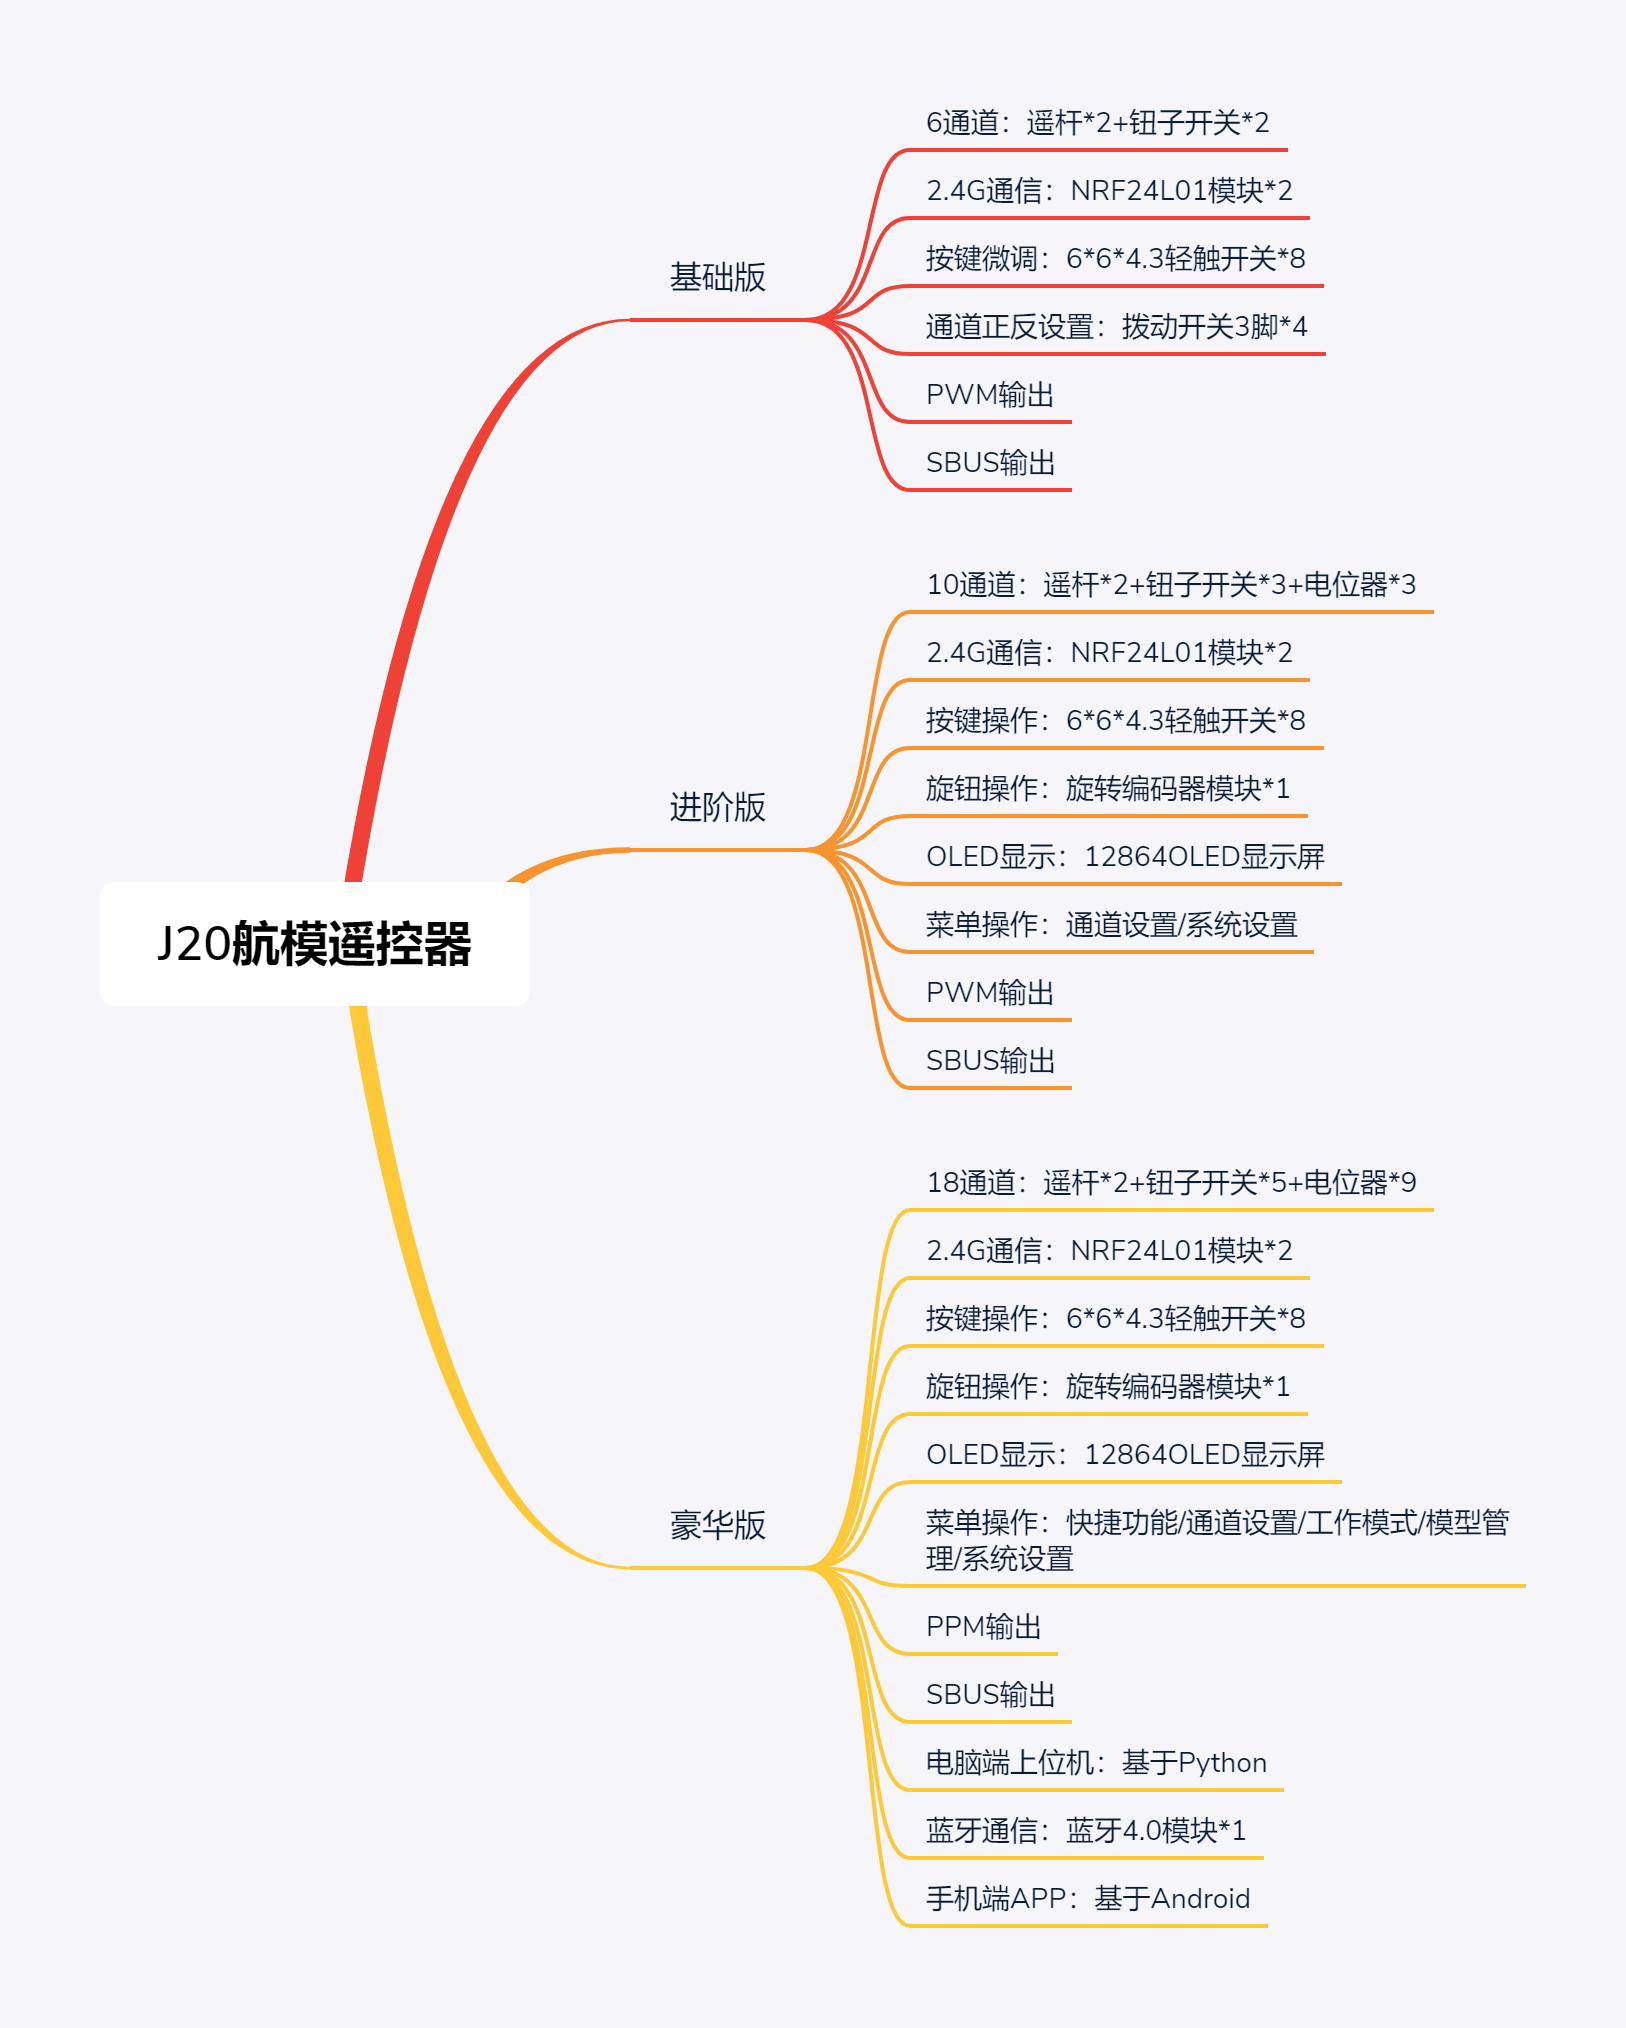 J20航模遥控器
基础版
6通道：遥杆*2+钮子开关*2
2.4G通信：NRF24L01模块*2
按键微调：6*6*4.3轻触开关*8
通道正反设置：拨动开关3脚*4
PWM输出
SBUS输出
进阶版
10通道：遥杆*2+钮子开关*3+电位器*3
2.4G通信：NRF24L01模块*2
按键操作：6*6*4.3轻触开关*8
旋钮操作：旋转编码器模块*1
OLED显示：12864OLED显示屏
菜单操作：通道设置/系统设置
PWM输出
SBUS输出
豪华版
18通道：遥杆*2+钮子开关*5+电位器*9
2.4G通信：NRF24L01模块*2
按键操作：6*6*4.3轻触开关*8
旋钮操作：旋转编码器模块*1
OLED显示：12864OLED显示屏
菜单操作：快捷功能/通道设置/工作模式/模型管
理/系统设置
PPM输出
SBUS输出
电脑端上位机：基于Python
蓝牙通信：蓝牙4.0模块*1
手机端APP：基于Android